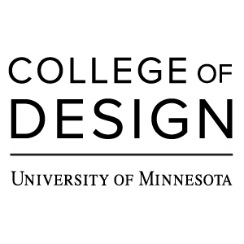 COLLEGE OF
DESIGN
UNIVERSITY OF MINNESOTA